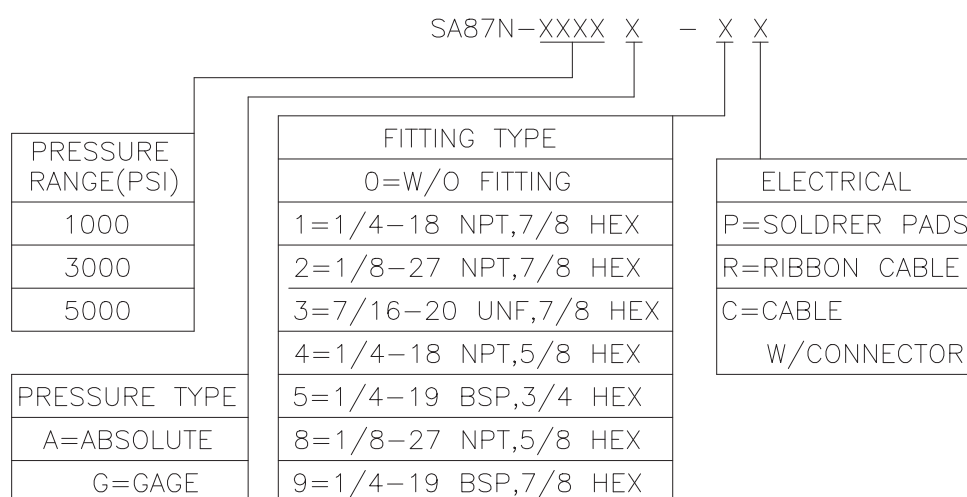 SA87N-XXXX X - X X
PRESSURE
RANGE(PSI)
1000
3000
5000
PRESSURE TYPE
A=ABSOLUTE
G=GAGE
FITTING TYPE
0=W/O FITTING
1=1/4-18 NPT,7/8 HEX
2=1/8-27 NPT,7/8 HEX
3=7/16-20 UNF,7/8 HEX
4=1/4-18 NPT,5/8 HEX
5=1/4-19 BSP,3/4 HEX
8=1/8-27 NPT,5/8 HEX
9=1/4-19 BSP,7/8 HEX
ELECTRICAL
P=SOLDRER PADS
R=RIBBON CABLE
C=CABLE
W/CONNECTOR